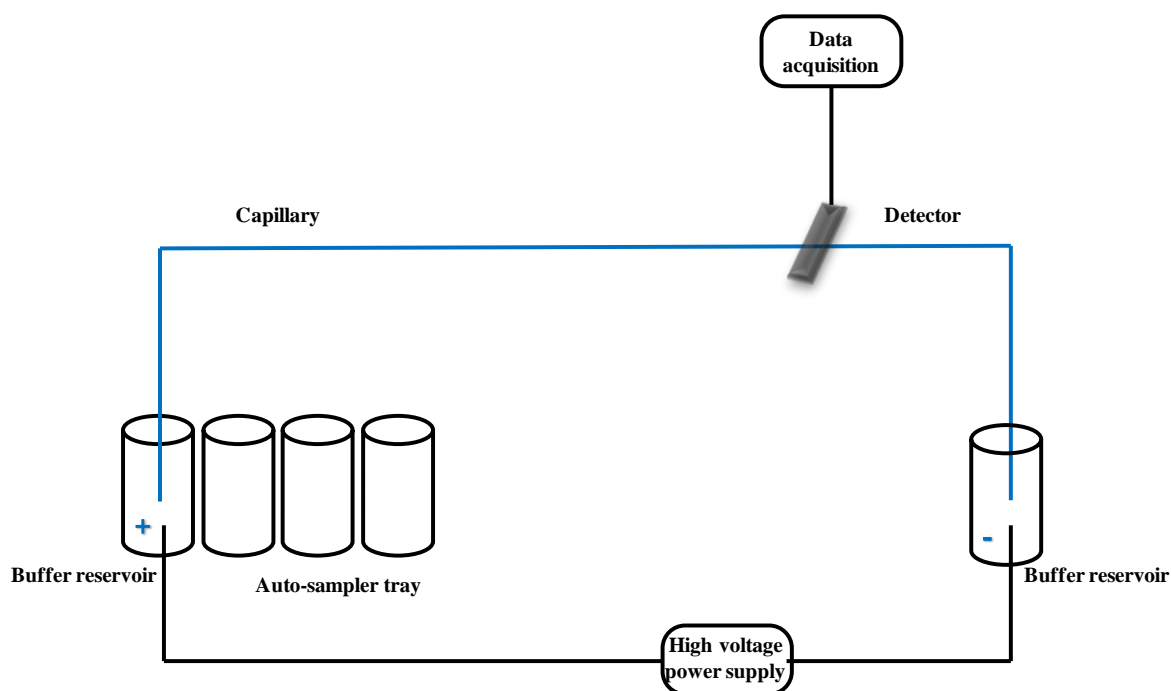 Data
acquisition
Capillary
Detector
+
-
Buffer reservoir
Auto-sampler tray
Buffer reservoir
High voltage
power supply